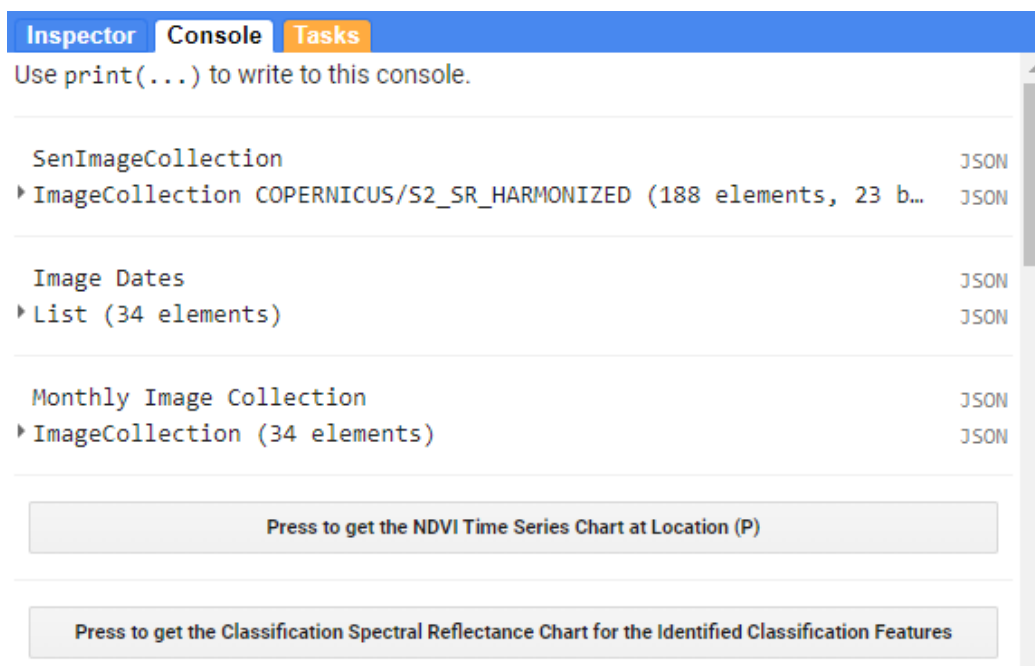 Inspector Console Tasks
Use print(...) to write to this console.
SenImageCollection JSON
ImageCollection COPERNICUS/S2_SR_HARMONIZED (188 elements, 23 b… JSON
Image Dates JSON
List (34 elements) JSON
Monthly Image Collection JSON
ImageCollection (34 elements) JSON
Press to get the NDVI Time Series Chart at Location (P)
Press to get the Classification Spectral Reflectance Chart for the Identified Classification Features